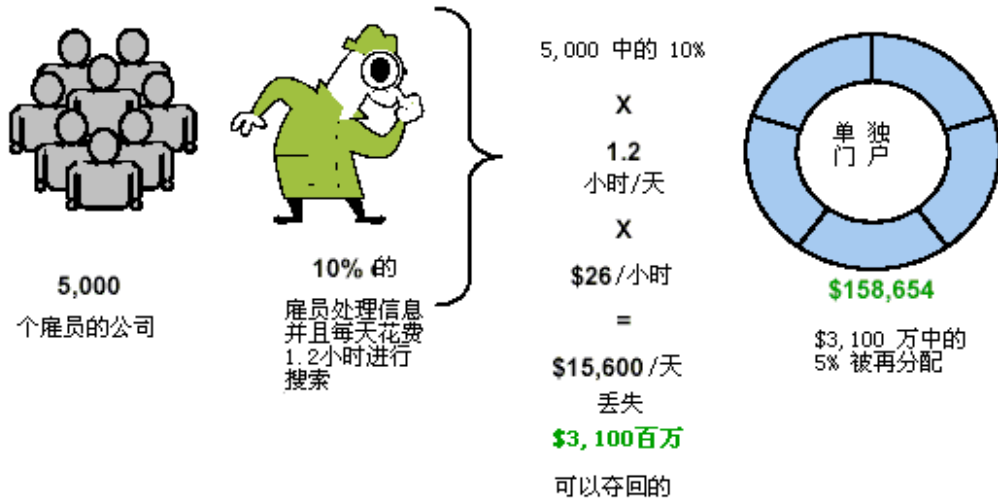 5,000
个雇员的公司
10% 的
雇员处理信息
并且每天花费
1.2小时进行
搜索
5,000 中的 10%
X
1.2
小时/天
X
$26/小时
=
$15,600/天
丢失
$3,100百万
可以夺回的
单 独
门 户
$158,654
$3,100 万中的
5% 被再分配